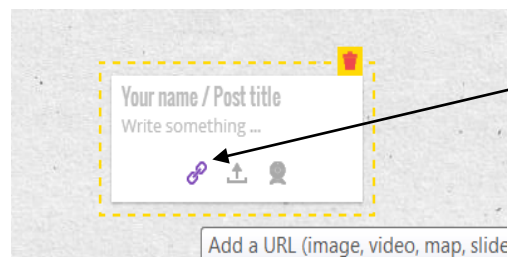 Your name / Post title
Write something ...
Add a URL (image, video, map, slide